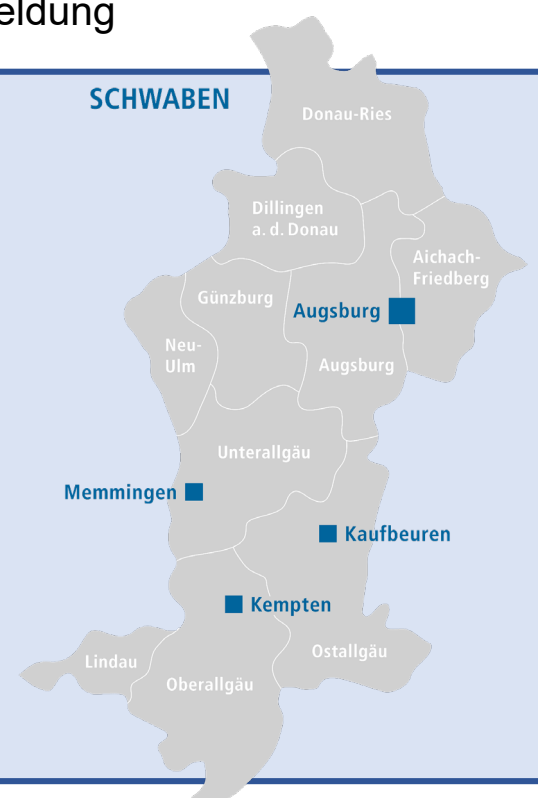 eldung
SCHWABEN
Donau-Ries
Dillingen
a. d. Donau
Aichach-
Friedberg
Günzburg
Augsburg
Neu-
Ulm
Augsburg
Unterallgäu
Memmingen
Kaufbeuren
Kempten
Ostallgäu
Lindau
Oberallgäu